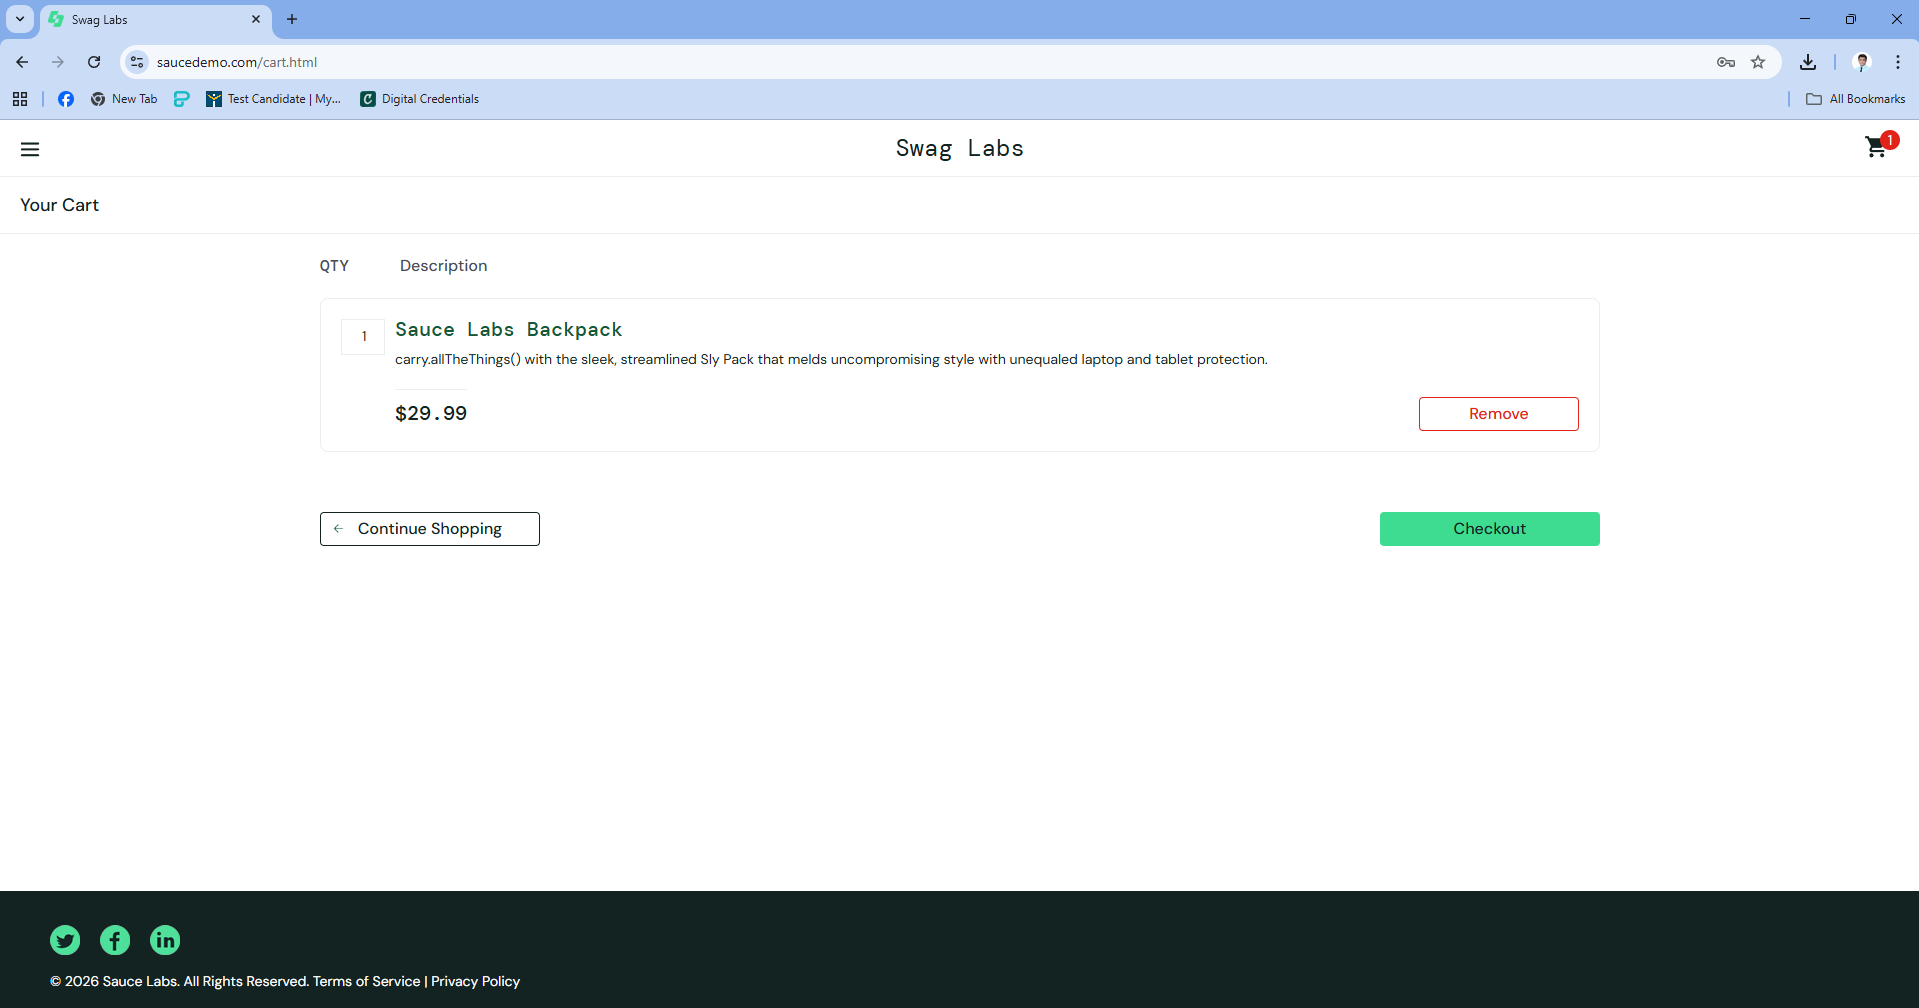 Swag Labs
saucedemo.com/cart.html
New Tab
Test Candidate | My...
Digital Credentials
All Bookmarks
Swag Labs
1
Your Cart
QTY Description
1 Sauce Labs Backpack
carry.allTheThings() with the sleek, streamlined Sly Pack that melds uncompromising style with unequaled laptop and tablet protection.
$29.99
Remove
Continue Shopping
Checkout
© 2026 Sauce Labs. All Rights Reserved. Terms of Service | Privacy Policy